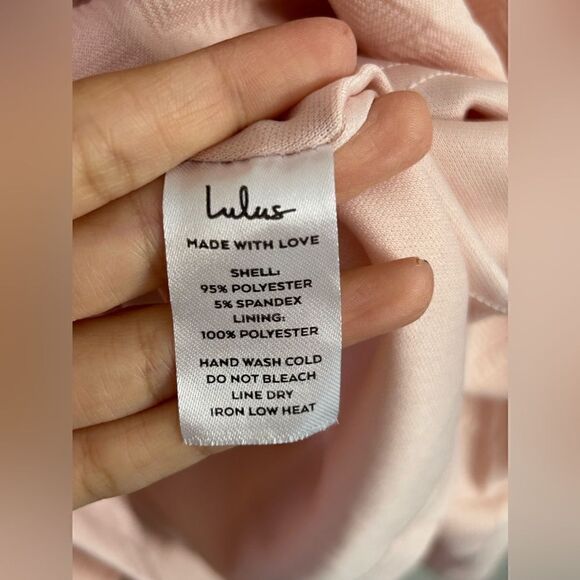 Lulus
MADE WITH LOVE
SHELL:
95% POLYESTER
5% SPANDEX
LINING:
100% POLYESTER
HAND WASH COLD
DO NOT BLEACH
LINE DRY
IRON LOW HEAT